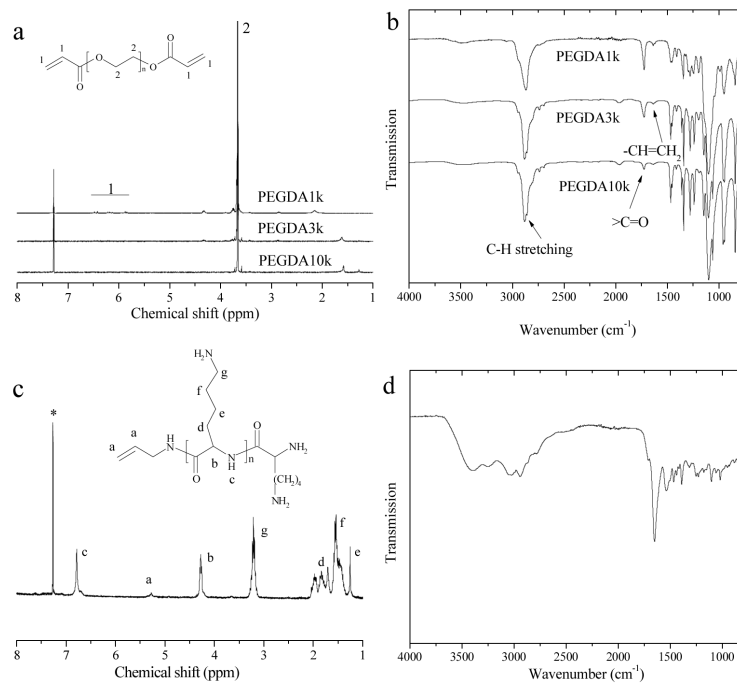 a
1
1
O
O
2
2
O
n
O
1
1
2
1
PEGDA1k
PEGDA3k
PEGDA10k
8 7 6 5 4 3 2 1
Chemical shift (ppm)
b
PEGDA1k
PEGDA3k
-CH=CH2
PEGDA10k
>C=O
C-H stretching
Transmission
4000 3500 3000 2500 2000 1500 1000
Wavenumber (cm-1)
c
*
H2N
g
f
e
d
a
a
H
N
O
b
H
N
c
n
O
NH2
(CH2)4
NH2
c
a
b
g
d
f
e
8 7 6 5 4 3 2 1
Chemical shift (ppm)
d
Transmission
4000 3500 3000 2500 2000 1500 1000
Wavenumber (cm-1)